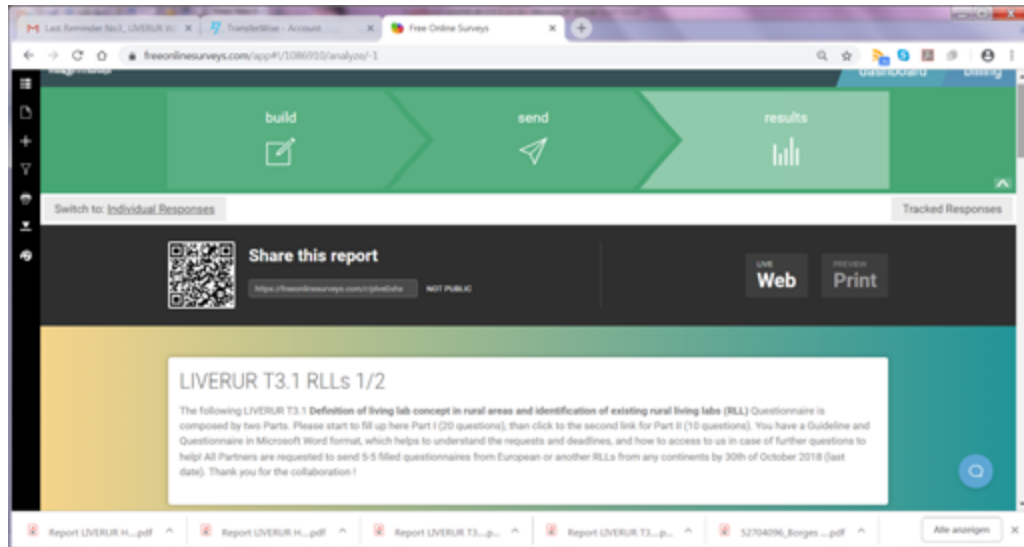 Last Reminder No3_ LIVERUR
TransferWise - Account
Free Online Surveys
freeonlinesurveys.com/app#!/1086910/analyze/-1
dashboard
billing
build
send
results
Switch to: Individual Responses
Tracked Responses
Share this report
NOT PUBLIC
LIVE
Web
PREVIEW
Print
LIVERUR T3.1 RLLs 1/2
The following LIVERUR T3.1 Definition of living lab concept in rural areas and identification of existing rural living labs (RLL) Questionnaire is
composed by two Parts. Please start to fill up here Part I (20 questions), than click to the second link for Part II (10 questions). You have a Guideline and
Questionnaire in Microsoft Word formal, which helps to understand the requests and deadlines, and how to access to us in case of further questions to
help! All Partners are requested to send 5-5 filled questionnaires from European or another RLLs from any continents by 30th of October 2018 (last
date). Thank you for the collaboration !
Report LIVERUR H....pdf
Report LIVERUR H....pdf
Report LIVERUR T3....p...
Report LIVERUR T3....p...
52704096_Borges ....pdf
Alle anzeigen